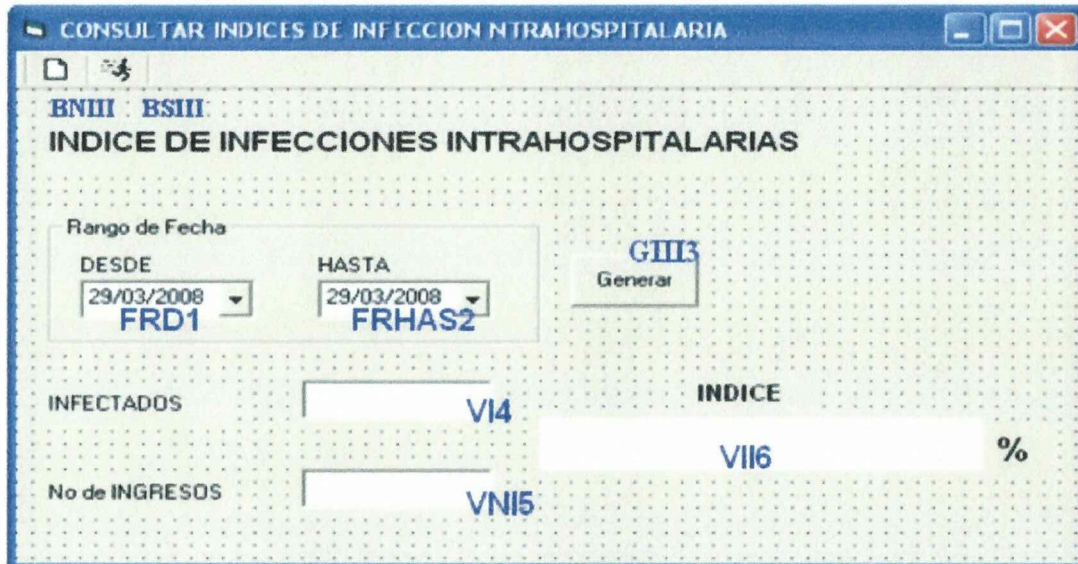 CONSULTAR INDICES DE INFECCION NTRAHOSPITALARIA
BNIII BSIII
INDICE DE INFECCIONES INTRAHOSPITALARIAS
Rango de Fecha
DESDE HASTA GIII3
29/03/2008 29/03/2008 Generar
FRD1 FRHAS2
INFECTADOS VI4 INDICE
VII6 %
No de INGRESOS VNI5